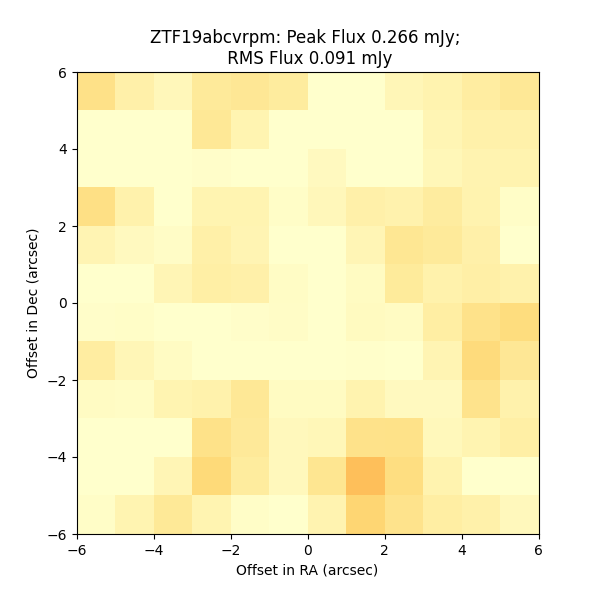 ZTF19abcvrpm: Peak Flux 0.266 mJy;
RMS Flux 0.091 mJy
6
4
2
0
−2
−4
−6
Offset in Dec (arcsec)
−6 −4 −2 0 2 4 6
Offset in RA (arcsec)